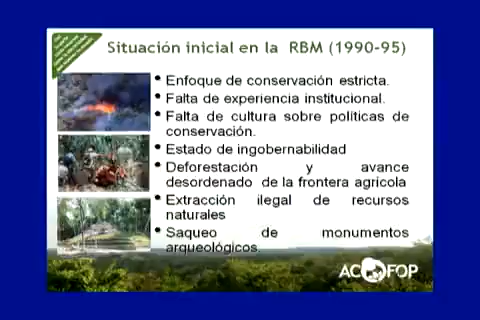 Situación inicial en la RBM (1990-95)
• Enfoque de conservación estricta.
• Falta de experiencia institucional.
• Falta de cultura sobre políticas de
conservación.
• Estado de ingobernabilidad
• Deforestación y avance
desordenado de la frontera agrícola
• Extracción ilegal de recursos
naturales
• Saqueo de monumentos
arqueológicos.
ACOFOP